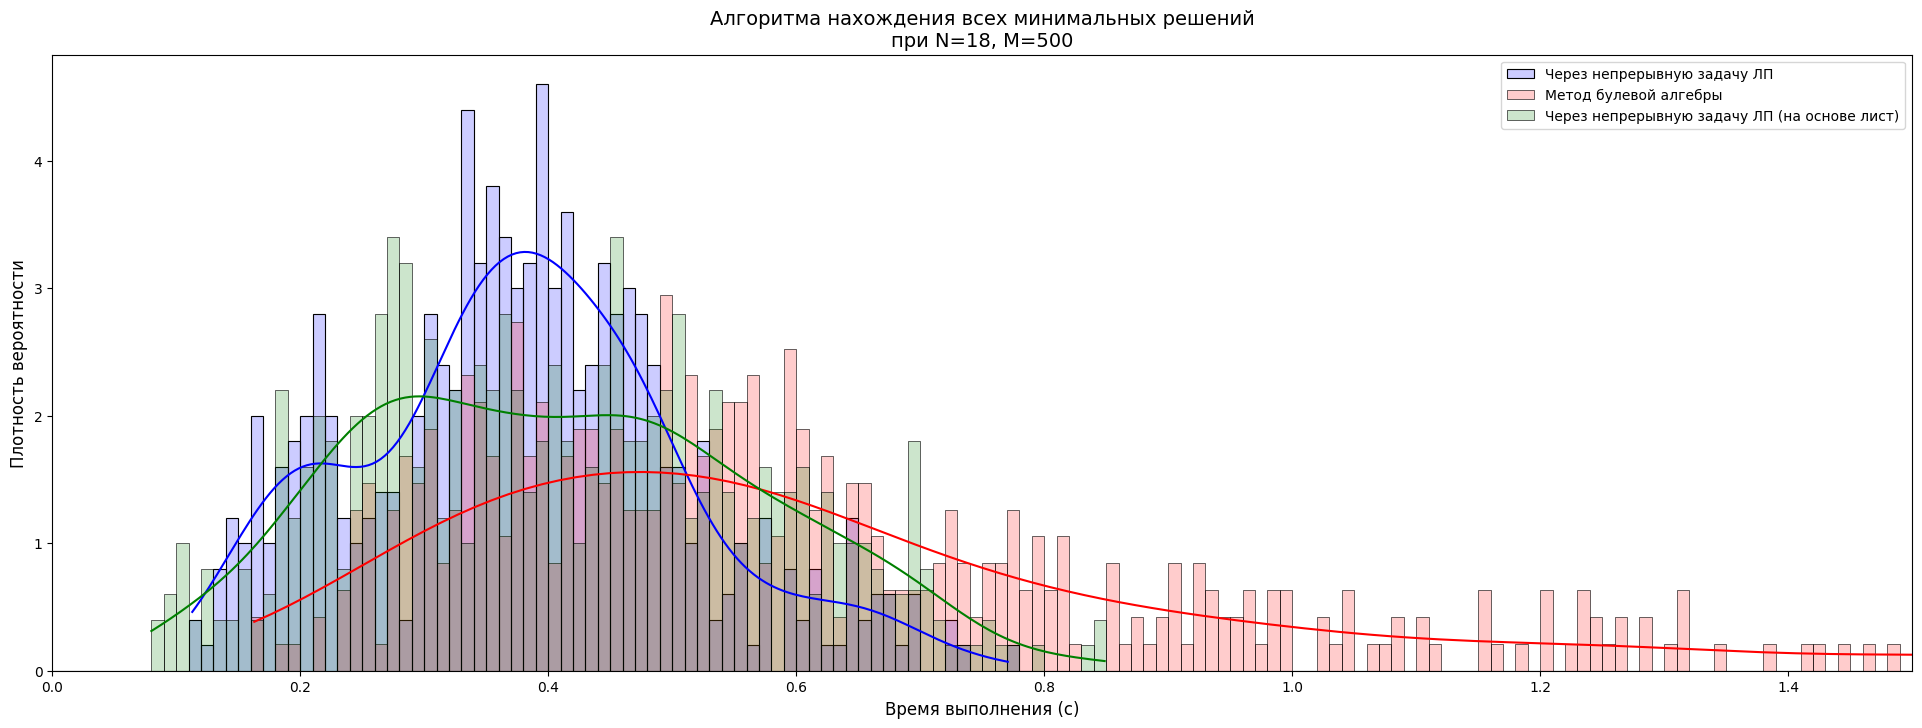 Алгоритма нахождения всех минимальных решений
при N=18, M=500
Через непрерывную задачу ЛП
Метод булевой алгебры
Через непрерывную задачу ЛП (на основе лист)
Плотность вероятности
4
3
2
1
0
0.0 0.2 0.4 0.6 0.8 1.0 1.2 1.4
Время выполнения (с)